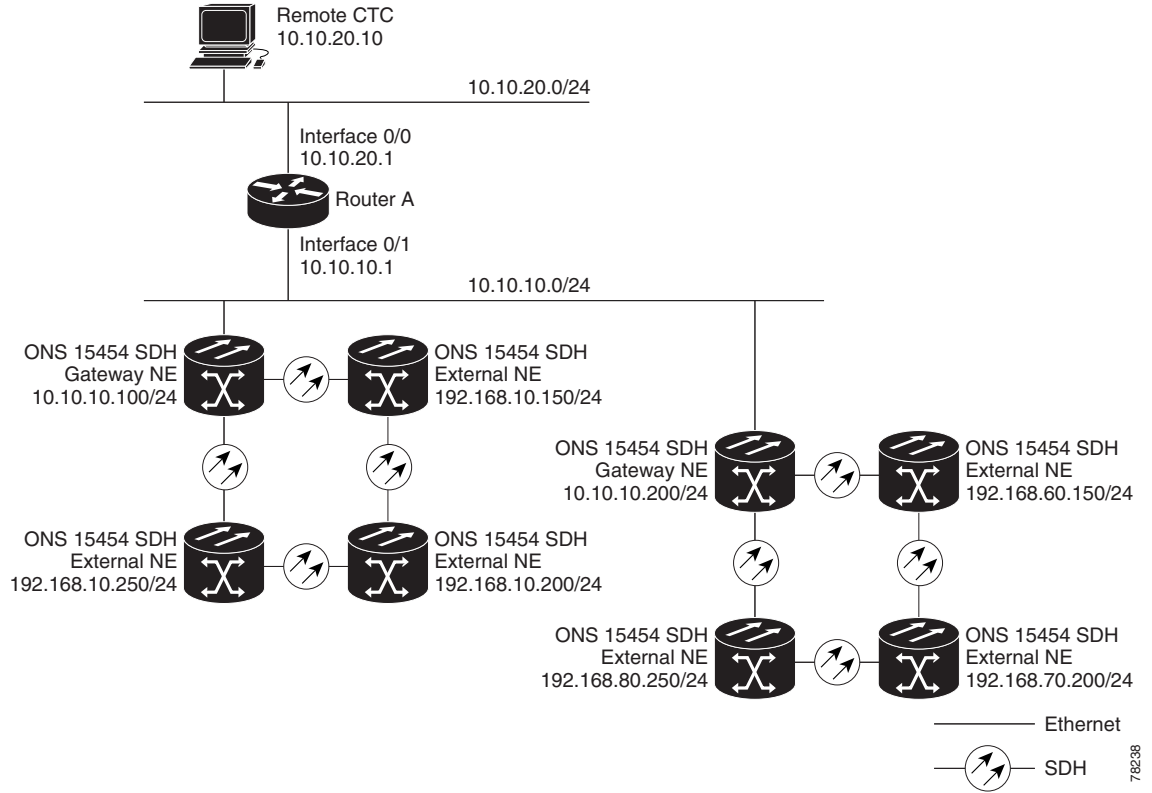 Remote CTC
10.10.20.10
10.10.20.0/24
Interface 0/0
10.10.20.1
Router A
Interface 0/1
10.10.10.1
10.10.10.0/24
ONS 15454 SDH
Gateway NE
10.10.10.100/24
ONS 15454 SDH
External NE
192.168.10.150/24
ONS 15454 SDH
Gateway NE
10.10.10.200/24
ONS 15454 SDH
External NE
192.168.60.150/24
ONS 15454 SDH
External NE
192.168.10.250/24
ONS 15454 SDH
External NE
192.168.10.200/24
ONS 15454 SDH
External NE
192.168.80.250/24
ONS 15454 SDH
External NE
192.168.70.200/24
Ethernet
SDH
78238